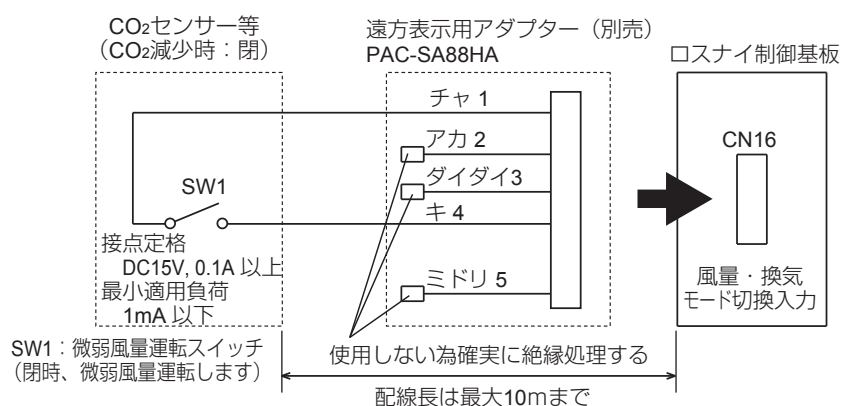 CO₂センサー等
（CO₂減少時：閉）
遠方表示用アダプター（別売）
PAC-SA88HA
ロスナイ制御基板
チャ 1
アカ 2
ダイダイ3
キ 4
ミドリ 5
SW1
接点定格
DC15V, 0.1A 以上
最小適用負荷
1mA 以下
CN16
風量・換気
モード切換入力
SW1：微弱風量運転スイッチ
（閉時、微弱風量運転します）
使用しない為確実に絶縁処理する
配線長は最大10mまで